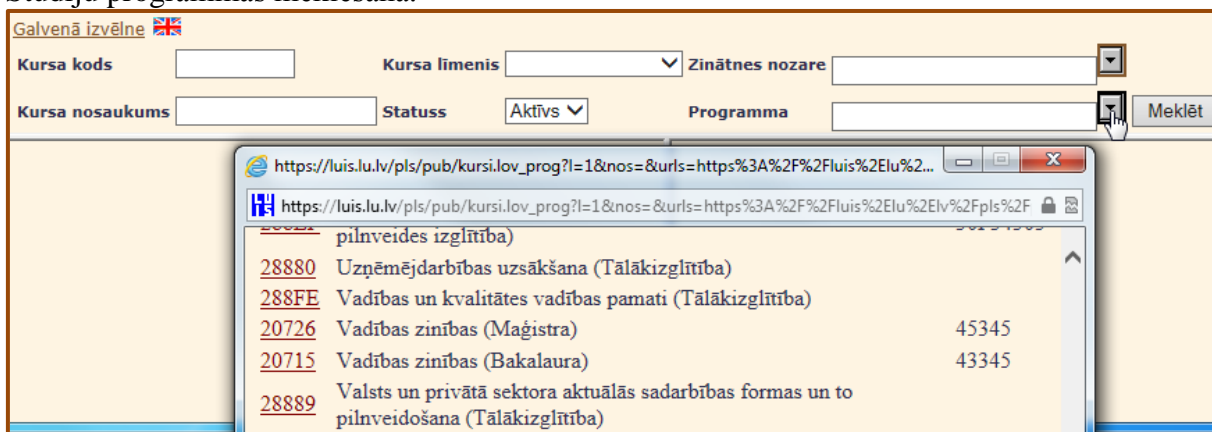 Galvenā izvēlne
Kursa kods Kursa līmenis Zinātnes nozare
Kursa nosaukums Statuss Aktīvs Programma Meklēt
https://luis.lu.lv/pls/pub/kursi.lov_prog?l=1&nos=&urls=https%3A%2F%2Fluis%2Elu%2...
https://luis.lu.lv/pls/pub/kursi.lov_prog?l=1&nos=&urls=https%3A%2F%2Fluis%2Elu%2Elv%2Fpls%2F
pilnveides izglītība)
28880 Uzņēmējdarbības uzsākšana (Tālākizglītība)
288FE Vadības un kvalitātes vadības pamati (Tālākizglītība)
20726 Vadības zinības (Maģistra) 45345
20715 Vadības zinības (Bakalaura) 43345
28889 Valsts un privātā sektora aktuālās sadarbības formas un to
pilnveidošana (Tālākizglītība)